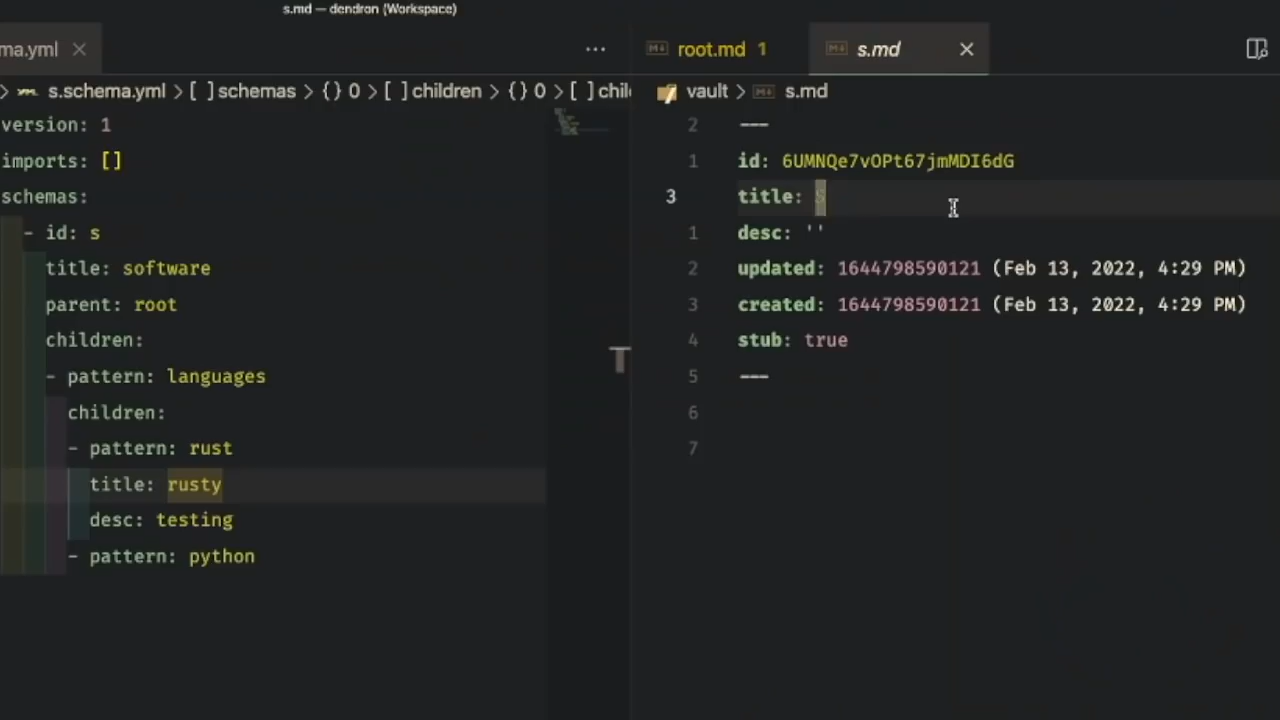 s.md — dendron (Workspace)
ma.yml
root.md 1
s.md
s.schema.yml > [ ] schemas > {} 0 > [ ] children > {} 0 > [ ]
vault > s.md
version: 1
imports: []
schemas:
- id: s
title: software
parent: root
children:
- pattern: languages
children:
- pattern: rust
title: rusty
desc: testing
- pattern: python
2 ---
1 id: 6UMNQe7vOPt67jmMDI6dG
3 title: S
1 desc: ''
2 updated: 1644798590121 (Feb 13, 2022, 4:29 PM)
3 created: 1644798590121 (Feb 13, 2022, 4:29 PM)
4 stub: true
5 ---
6
7